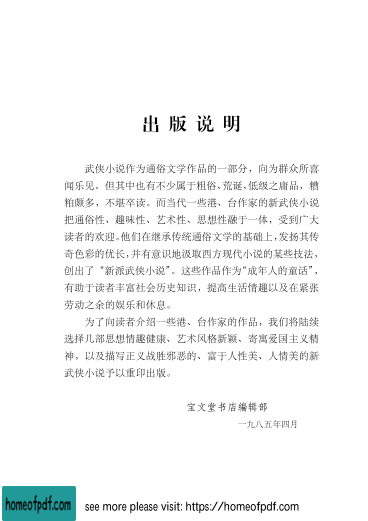 出版说明
武侠小说作为通俗文学作品的一部分，向为群众所喜
闻乐见。但其中也有不少属于粗俗、荒诞、低级之庸品，糟
粕颇多，不堪卒读。而当代一些港、台作家的新武侠小说
把通俗性、趣味性、艺术性、思想性融于一体，受到广大
读者的欢迎。他们在继承传统通俗文学的基础上，发扬其传
奇色彩的优长，并有意识地汲取西方现代小说的某些技法，
创出了“新派武侠小说”。这些作品作为“成年人的童话”，
有助于读者丰富社会历史知识，提高生活情趣以及在紧张
劳动之余的娱乐和休息。
为了向读者介绍一些港、台作家的作品，我们将陆续
选择几部思想情趣健康、艺术风格新颖、寄寓爱国主义精
神，以及描写正义战胜邪恶的、富于人性美、人情美的新
武侠小说予以重印出版。
宝文堂书店编辑部
一九八五年四月
homeofpdf.com
see more please visit: https://homeofpdf.com